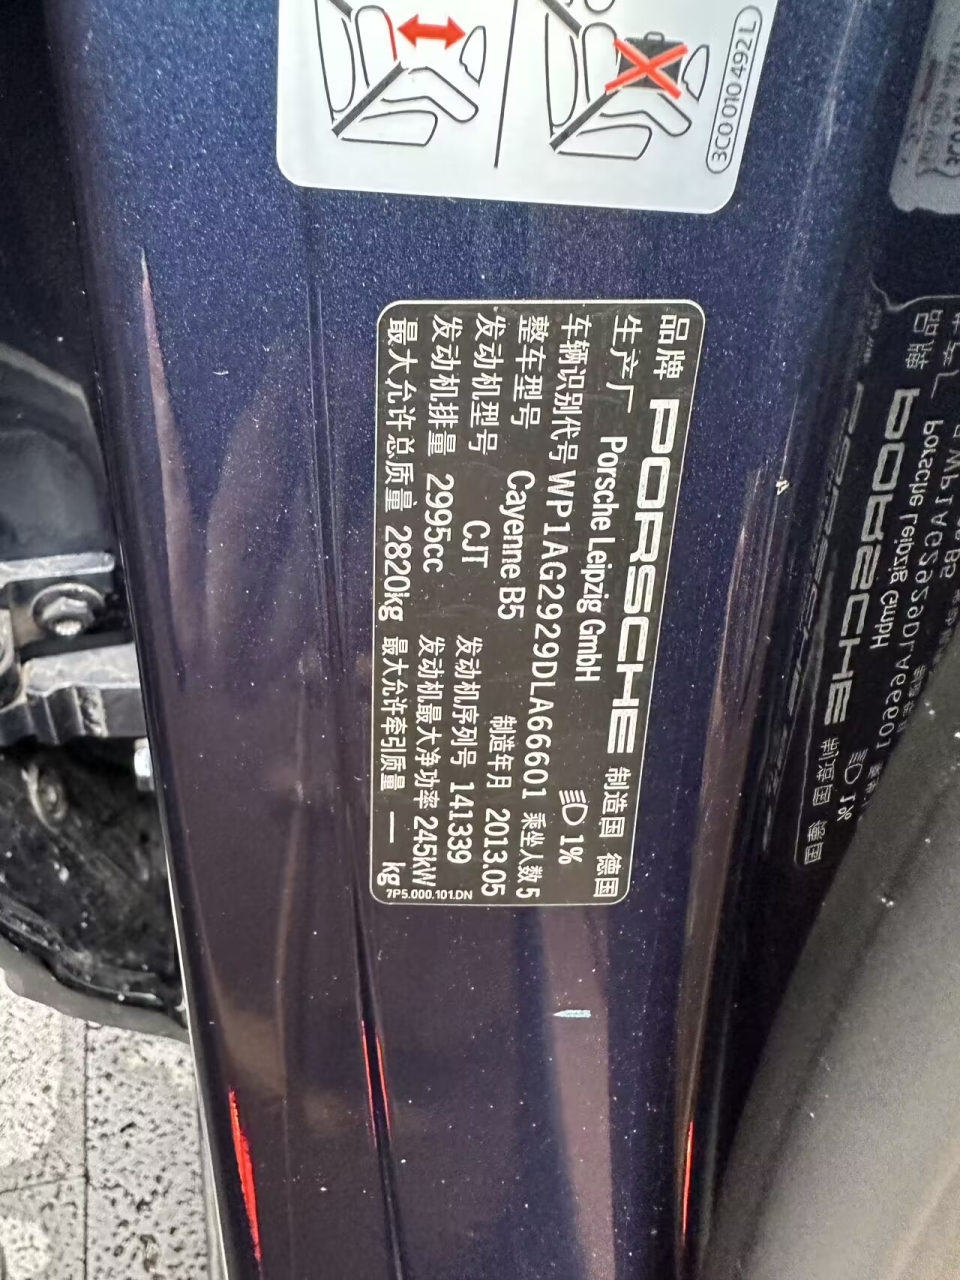 3C0 010 492 L
品牌 PORSCHE 制造国 德国
生产厂 Porsche Leipzig GmbH 1%
车辆识别代号 WP1AG2929DLA66601 乘坐人数 5
整车型号 Cayenne B5 制造年月 2013.05
发动机型号 CJT 发动机序列号 141339
发动机排量 2995cc 发动机最大净功率 245kW
最大允许总质量 2820kg 最大允许牵引质量 — kg
7P5.000.101.DN